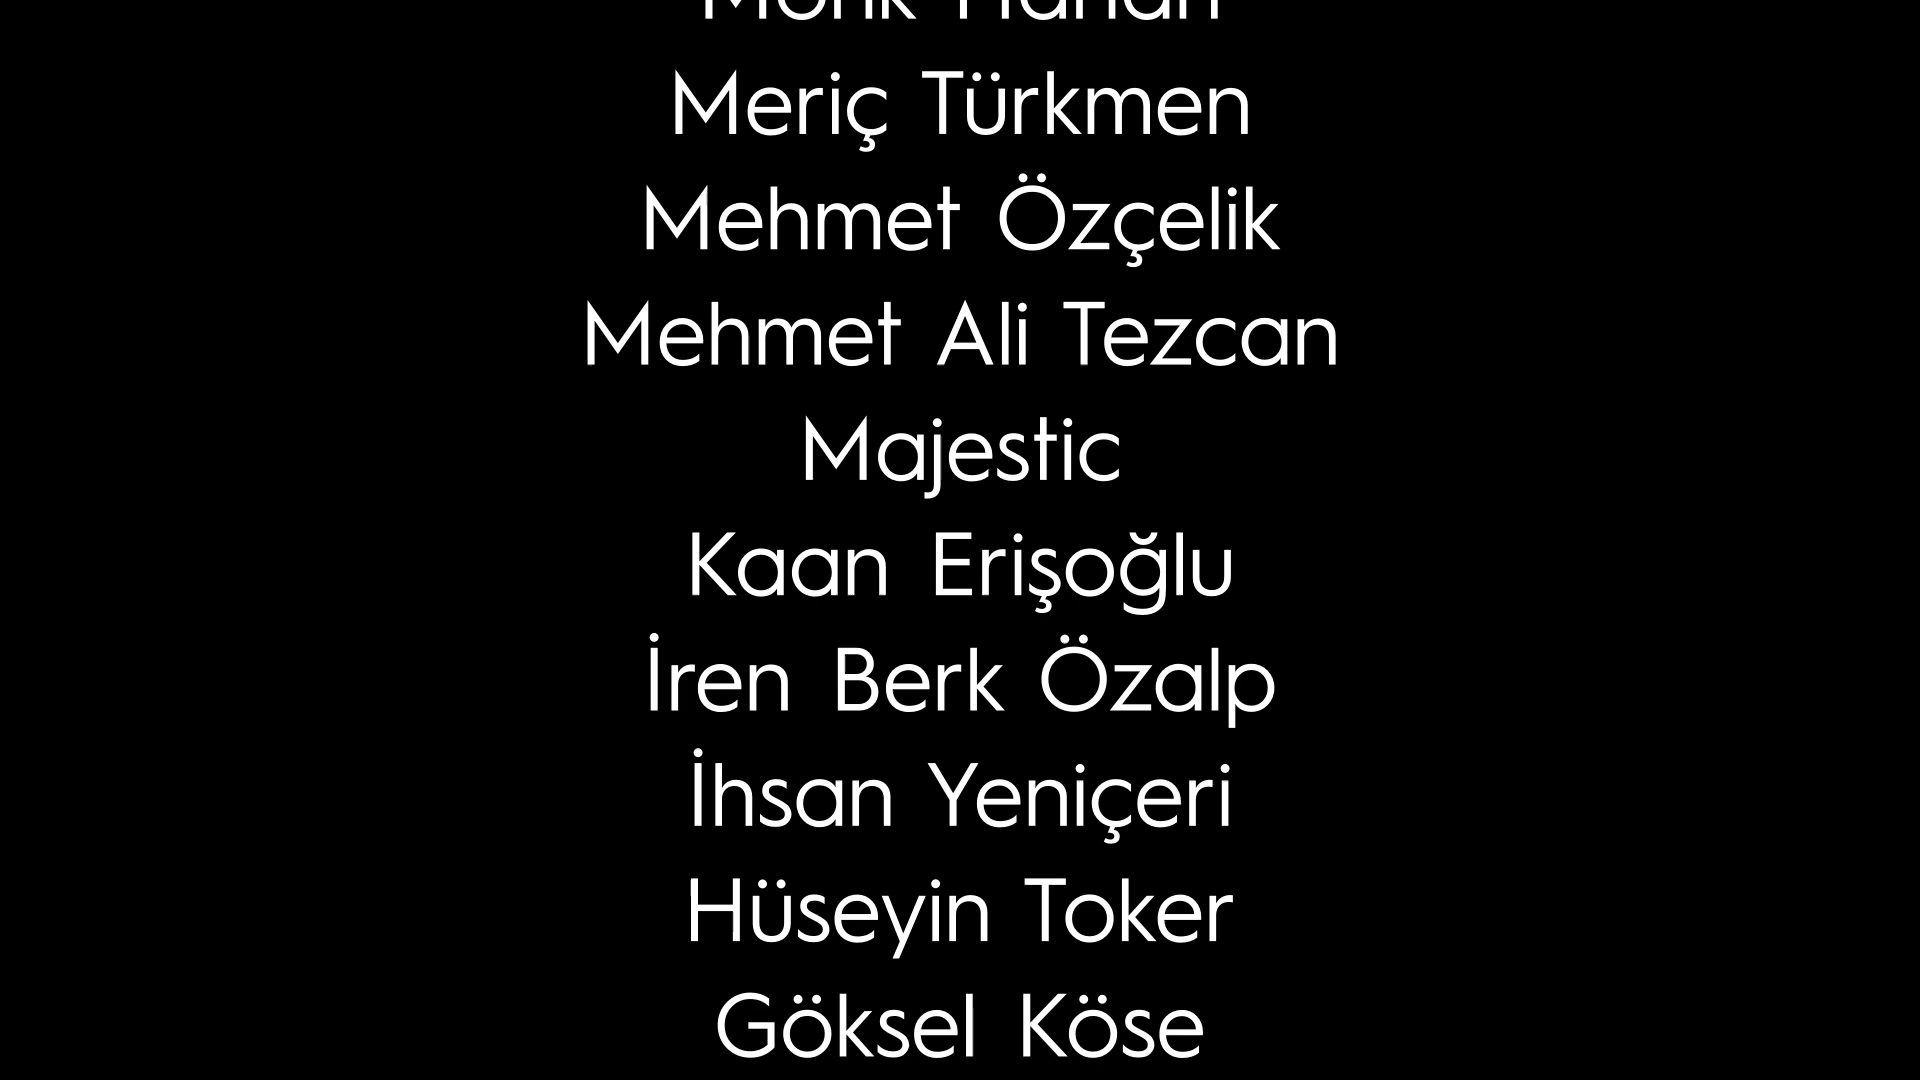 Meriç Türkmen
Mehmet Özçelik
Mehmet Ali Tezcan
Majestic
Kaan Erişoğlu
İren Berk Özalp
İhsan Yeniçeri
Hüseyin Toker
Göksel Köse